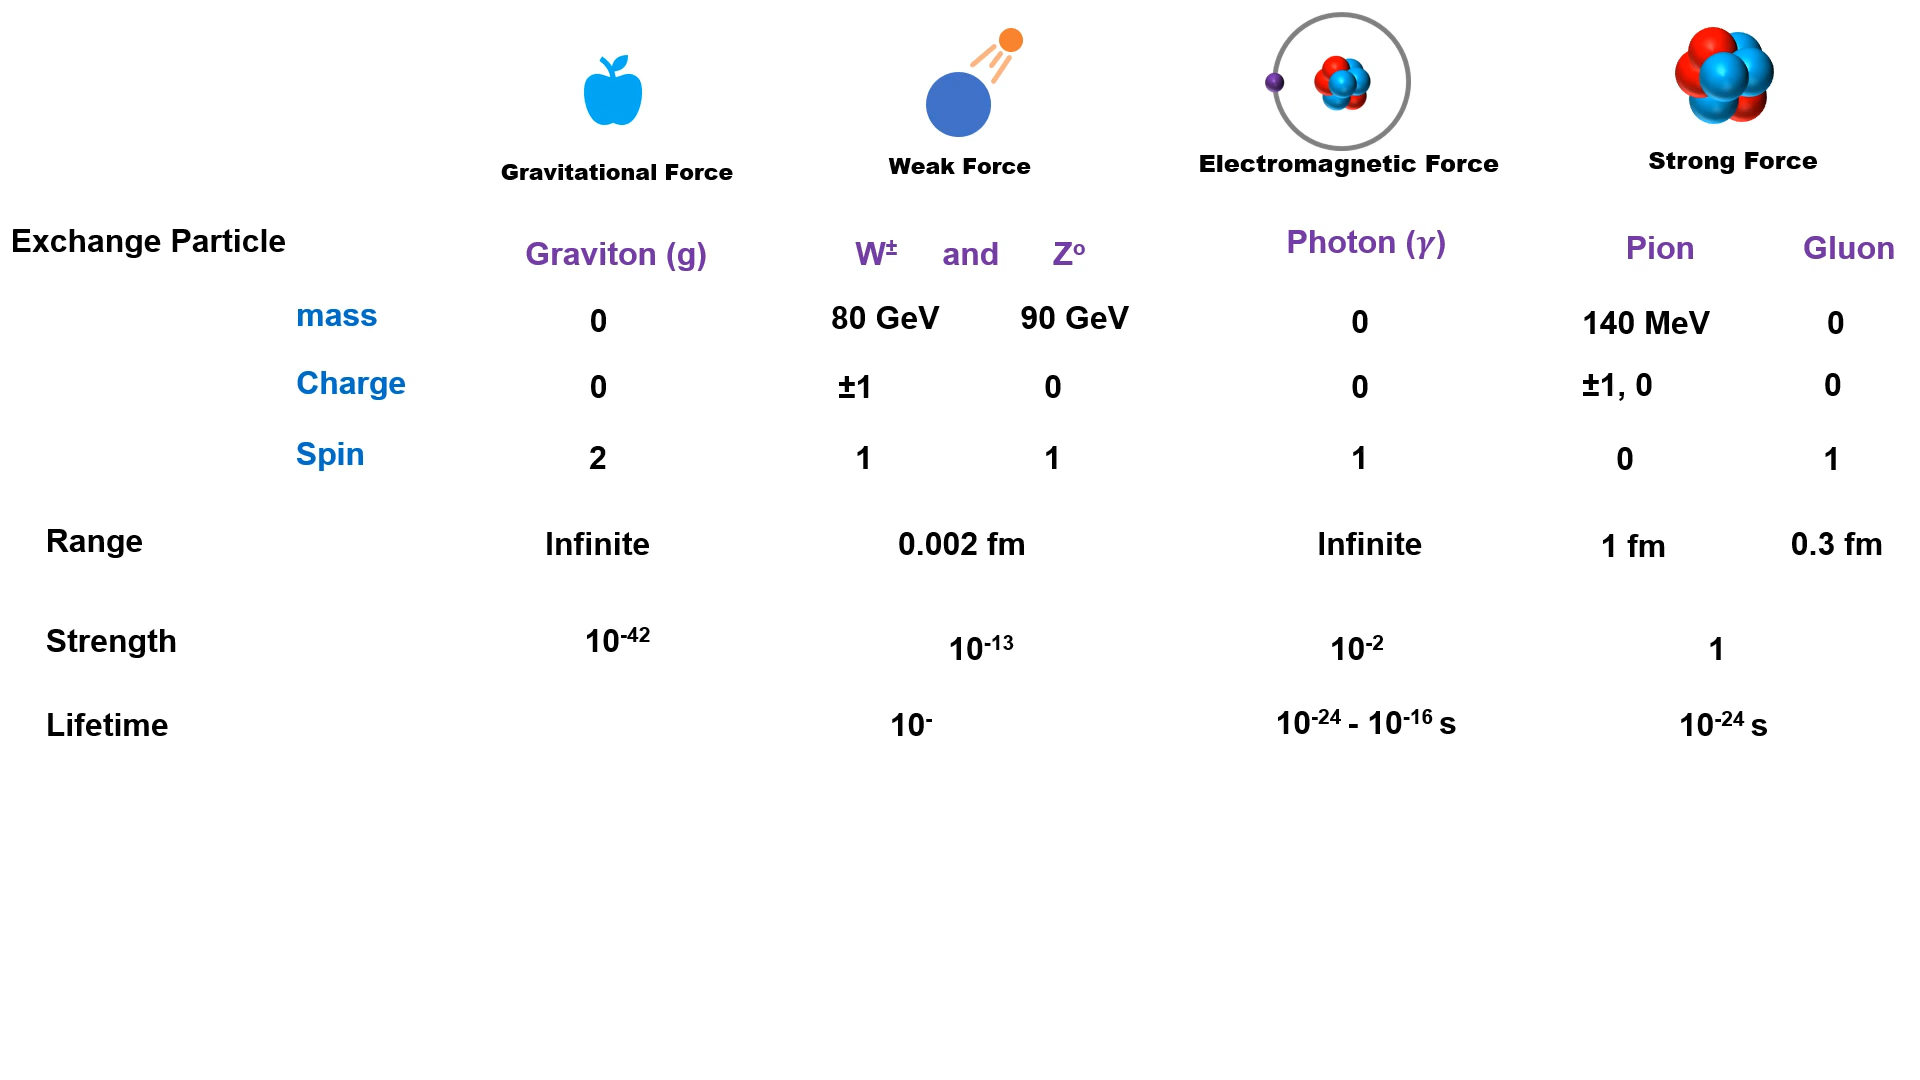 Gravitational Force Weak Force Electromagnetic Force Strong Force
Exchange Particle Graviton (g) W± and Zº Photon (γ) Pion Gluon
mass 0 80 GeV 90 GeV 0 140 MeV 0
Charge 0 ±1 0 0 ±1, 0 0
Spin 2 1 1 1 0 1
Range Infinite 0.002 fm Infinite 1 fm 0.3 fm
Strength 10⁻⁴² 10⁻¹³ 10⁻² 1
Lifetime 10⁻ 10⁻²⁴ - 10⁻¹⁶ s 10⁻²⁴ s